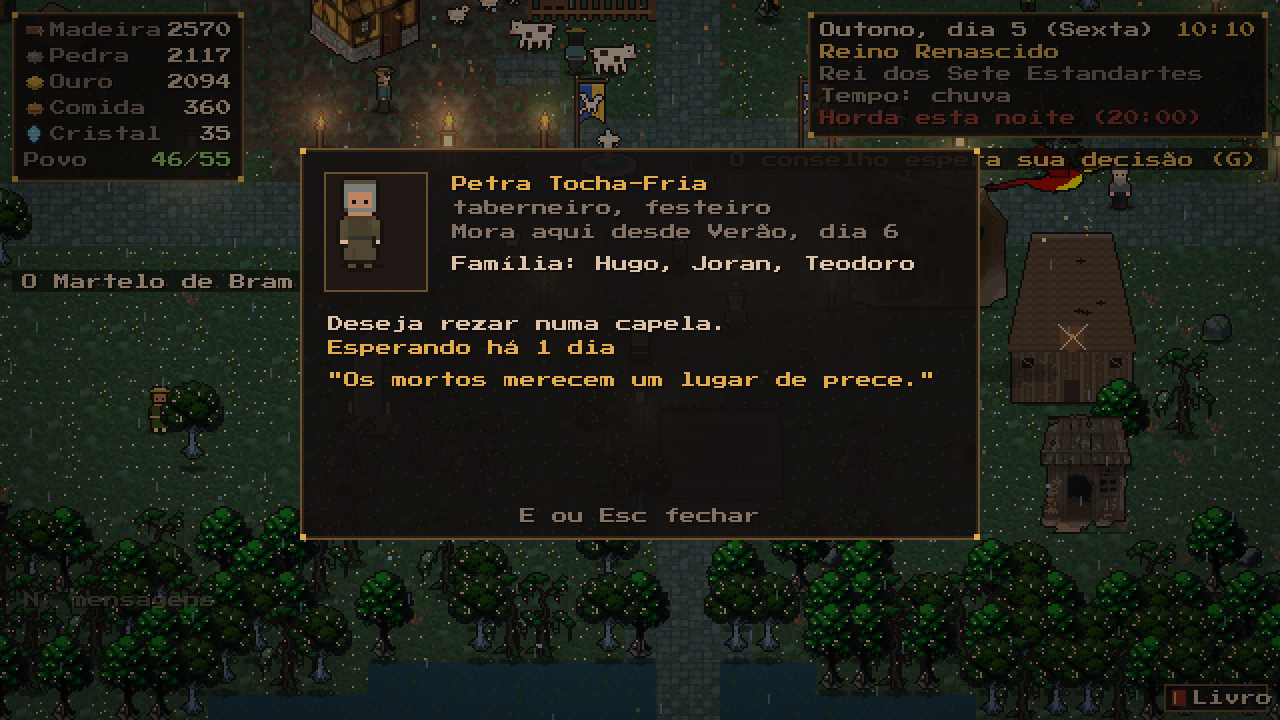 Madeira 2570
Pedra 2117
Ouro 2094
Comida 360
Cristal 35
Povo 46/55
Outono, dia 5 (Sexta) 10:10
Reino Renascido
Rei dos Sete Estandartes
Tempo: chuva
Horda esta noite (20:00)
O conselho espera sua decisão (G)
Petra Tocha-Fria
taberneiro, festeiro
Mora aqui desde Verão, dia 6
Família: Hugo, Joran, Teodoro
O Martelo de Bram
Deseja rezar numa capela.
Esperando há 1 dia
"Os mortos merecem um lugar de prece."
E ou Esc fechar
N: mensagens
Livro